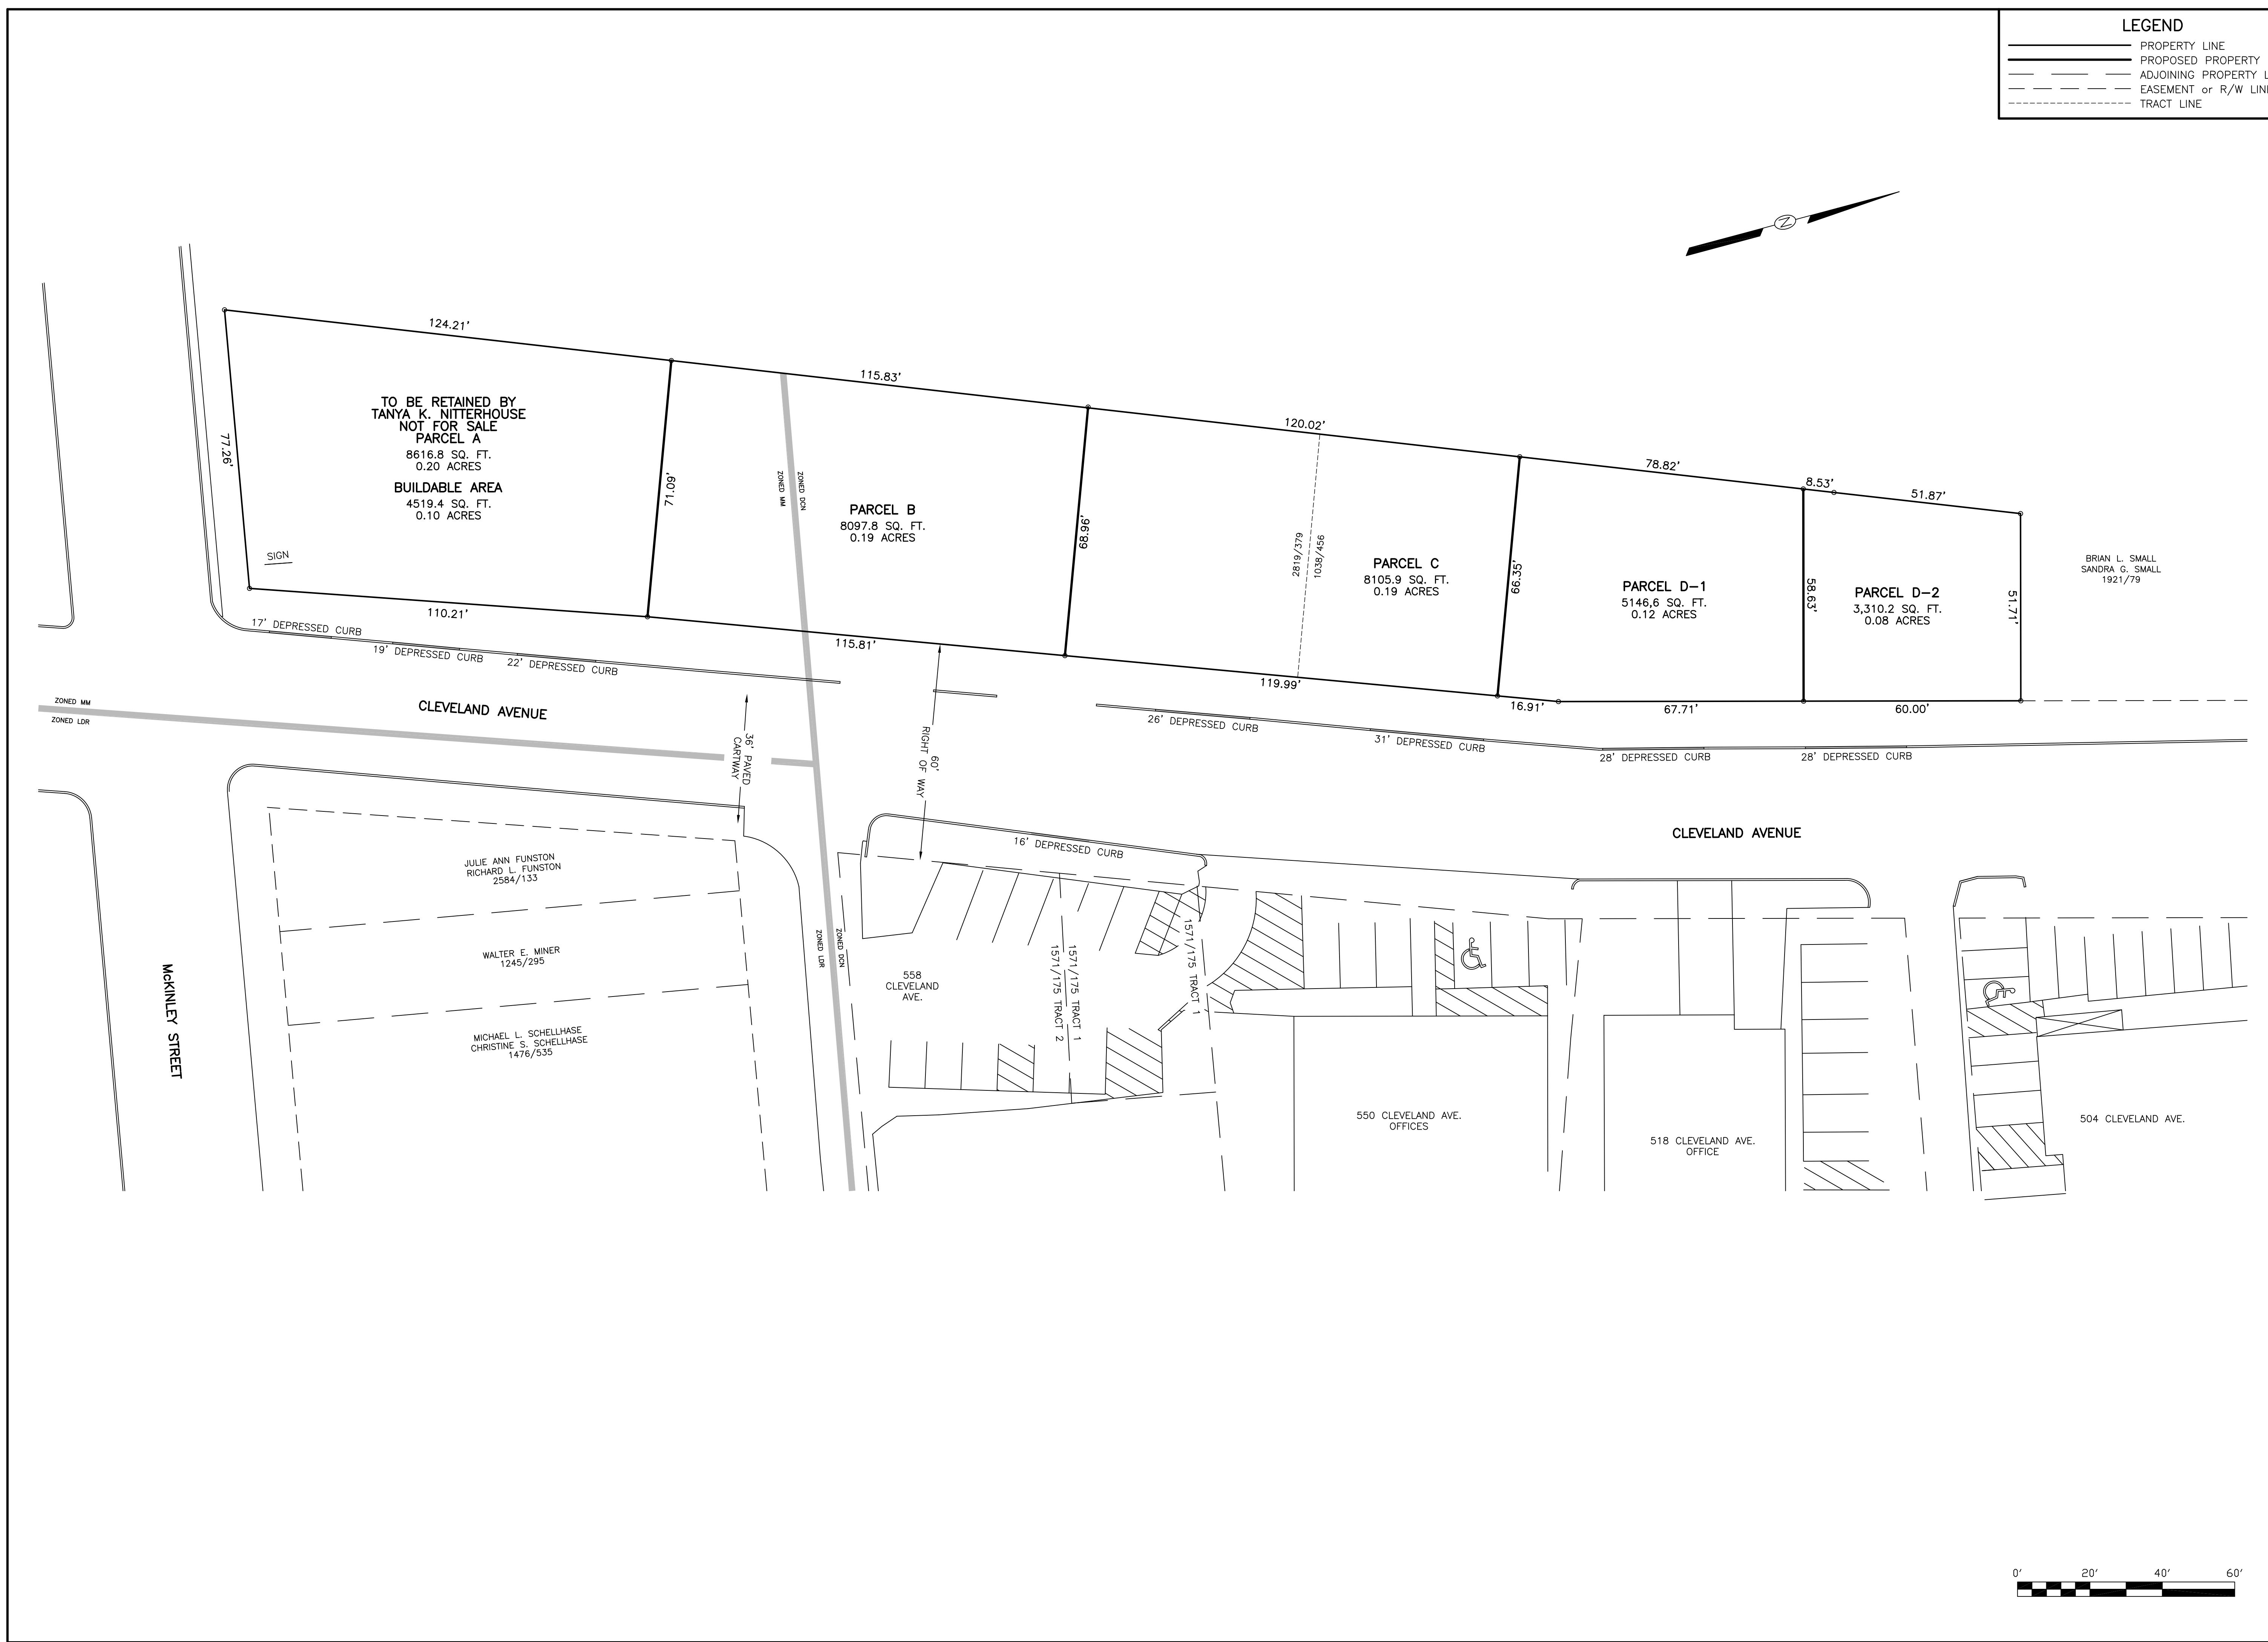 LEGEND
PROPERTY LINE
PROPOSED PROPERTY
ADJOINING PROPERTY L
EASEMENT or R/W LINE
TRACT LINE
N
124.21'
115.83'
120.02'
78.82'
8.53'
51.87'
77.26'
TO BE RETAINED BY
TANYA K. NITTERHOUSE
NOT FOR SALE
PARCEL A
8616.8 SQ. FT.
0.20 ACRES
BUILDABLE AREA
4519.4 SQ. FT.
0.10 ACRES
SIGN
71.09'
ZONED MM
ZONED DCN
PARCEL B
8097.8 SQ. FT.
0.19 ACRES
68.96'
2819/379
1038/456
PARCEL C
8105.9 SQ. FT.
0.19 ACRES
66.35'
PARCEL D-1
5146,6 SQ. FT.
0.12 ACRES
58.63'
PARCEL D-2
3,310.2 SQ. FT.
0.08 ACRES
51.71'
BRIAN L. SMALL
SANDRA G. SMALL
1921/79
110.21'
115.81'
119.99'
16.91'
67.71'
60.00'
17' DEPRESSED CURB
19' DEPRESSED CURB
22' DEPRESSED CURB
26' DEPRESSED CURB
31' DEPRESSED CURB
28' DEPRESSED CURB
28' DEPRESSED CURB
ZONED MM
ZONED LDR
CLEVELAND AVENUE
36' PAVED
CARTWAY
60'
RIGHT OF WAY
CLEVELAND AVENUE
16' DEPRESSED CURB
JULIE ANN FUNSTON
RICHARD L. FUNSTON
2584/133
WALTER E. MINER
1245/295
MICHAEL L. SCHELLHASE
CHRISTINE S. SCHELLHASE
1476/535
McKINLEY STREET
ZONED LDR
ZONED DCN
558
CLEVELAND
AVE.
1571/175 TRACT 1
1571/175 TRACT 2
1571/175 TRACT 1
550 CLEVELAND AVE.
OFFICES
518 CLEVELAND AVE.
OFFICE
504 CLEVELAND AVE.
0' 20' 40' 60'